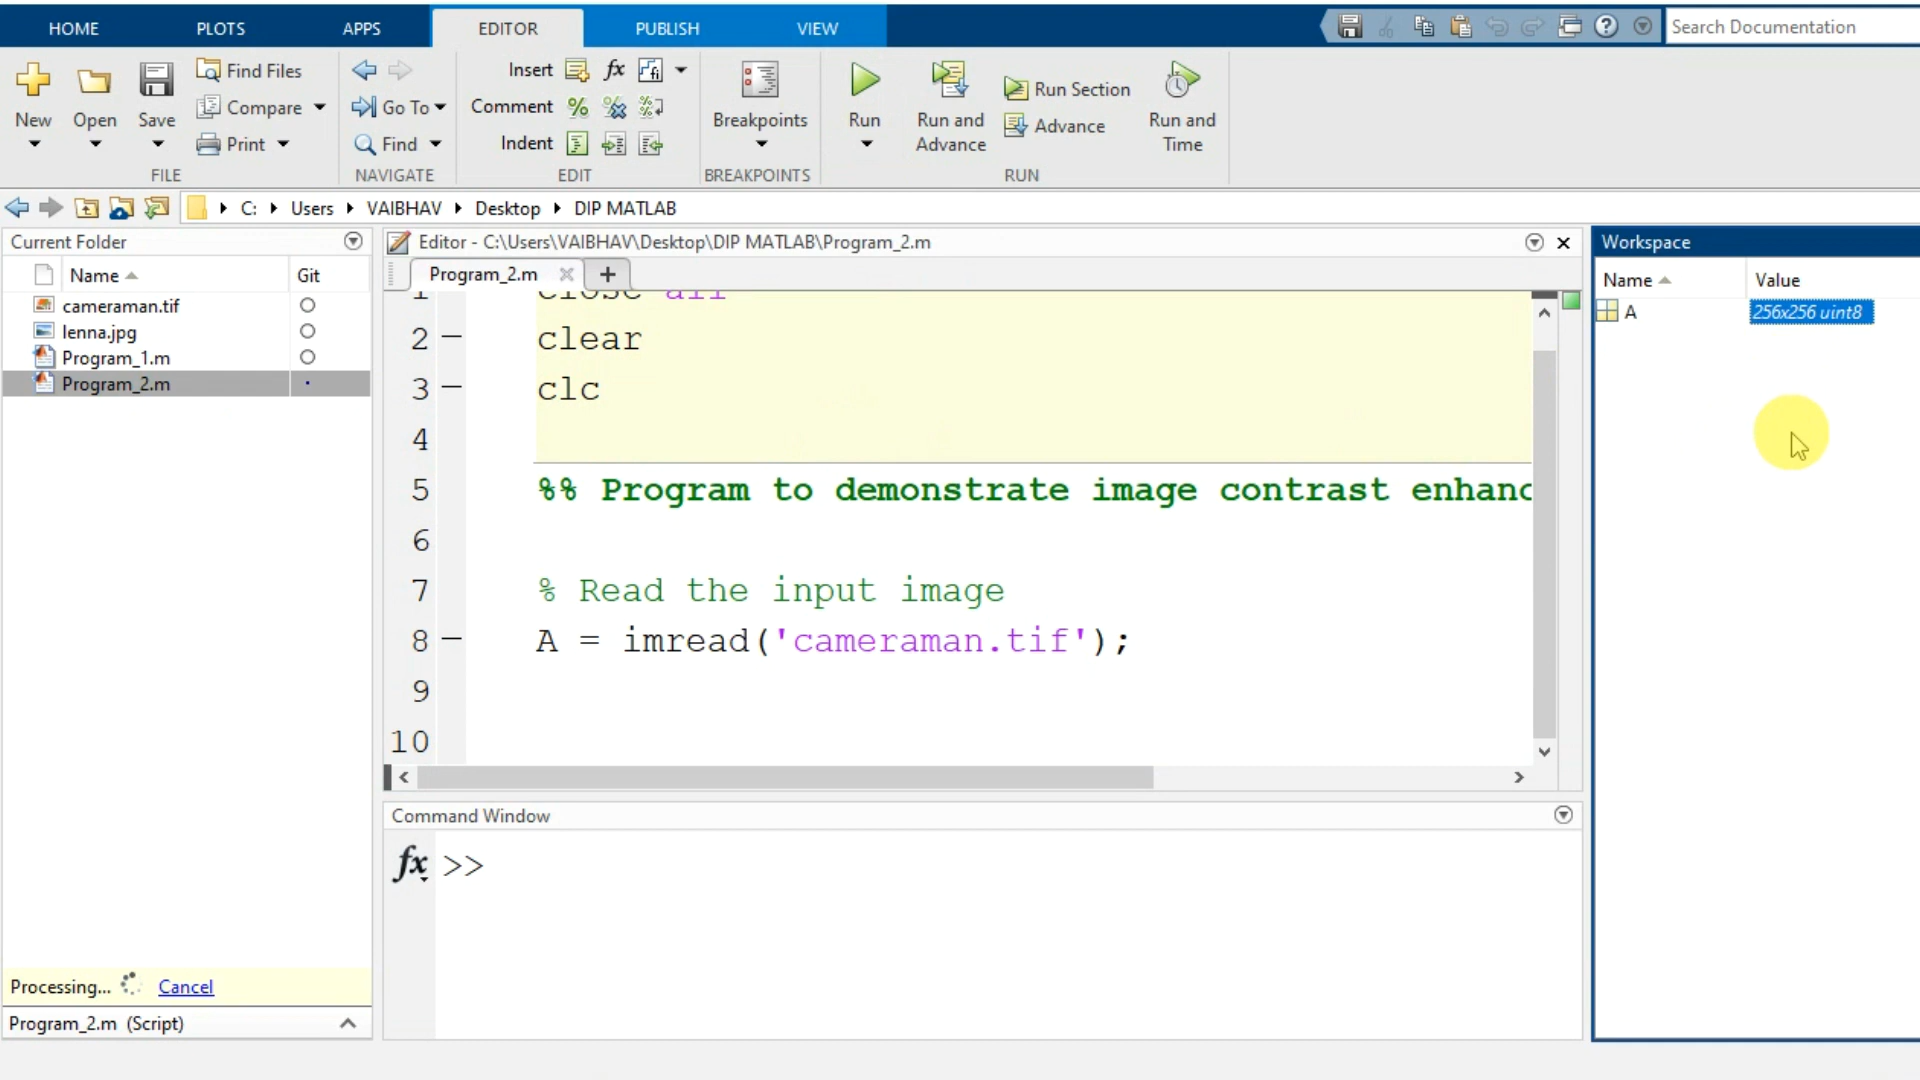 HOME PLOTS APPS EDITOR PUBLISH VIEW Search Documentation
Find Files Insert fx
Compare Go To Comment Run Section
New Open Save Breakpoints Run Run and Advance Run and Time
Print Find Indent Advance
FILE NAVIGATE EDIT BREAKPOINTS RUN
C: Users VAIBHAV Desktop DIP MATLAB
Current Folder
Name Git
cameraman.tif
lenna.jpg
Program_1.m
Program_2.m
Processing... Cancel
Program_2.m (Script)
Editor - C:\Users\VAIBHAV\Desktop\DIP MATLAB\Program_2.m
Program_2.m
1 close all
2 clear
3 clc
4
5 %% Program to demonstrate image contrast enhanc
6
7 % Read the input image
8 A = imread('cameraman.tif');
9
10
Command Window
fx >>
Workspace
Name Value
A 256x256 uint8